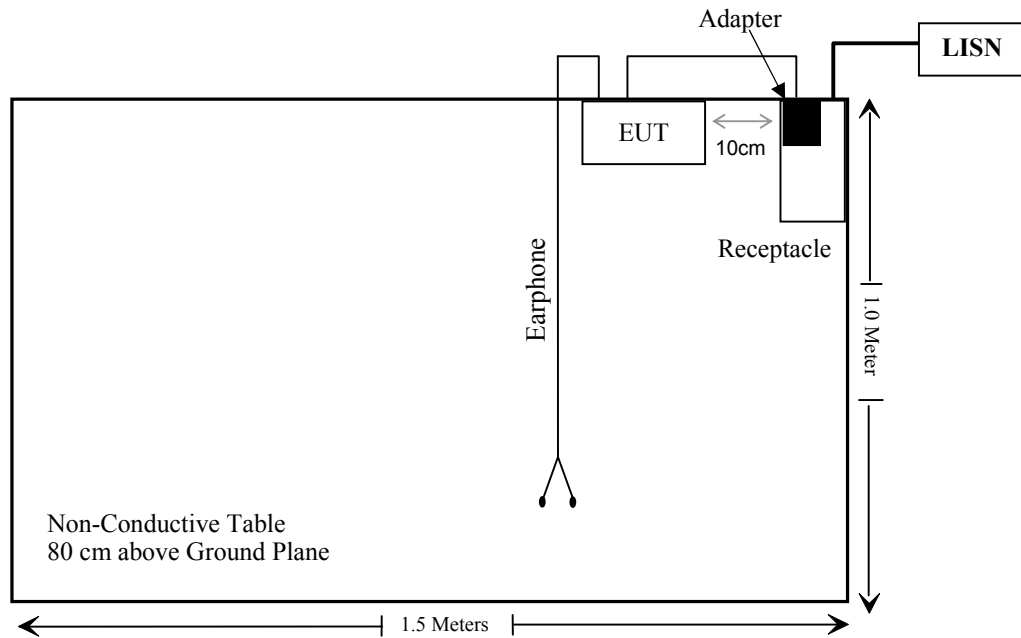 Adapter
LISN
EUT
10cm
Receptacle
Earphone
1.0 Meter
Non-Conductive Table
80 cm above Ground Plane
1.5 Meters